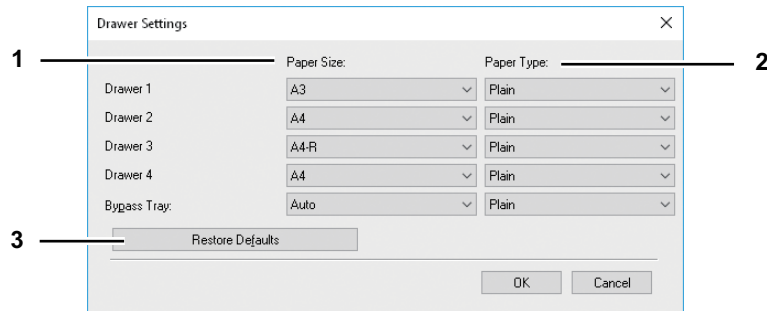 Drawer Settings
1 Paper Size: Paper Type: 2
Drawer 1 A3 Plain
Drawer 2 A4 Plain
Drawer 3 A4-R Plain
Drawer 4 A4 Plain
Bypass Tray: Auto Plain
3 Restore Defaults
OK Cancel